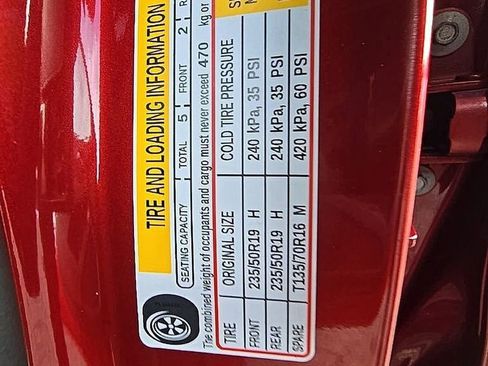 TIRE AND LOADING INFORMATION
SEATING CAPACITY TOTAL 5 FRONT 2 R
The combined weight of occupants and cargo must never exceed 470 kg or
TIRE ORIGINAL SIZE COLD TIRE PRESSURE
FRONT 235/50R19 H 240 kPa, 35 PSI
REAR 235/50R19 H 240 kPa, 35 PSI
SPARE T135/70R16 M 420 kPa, 60 PSI